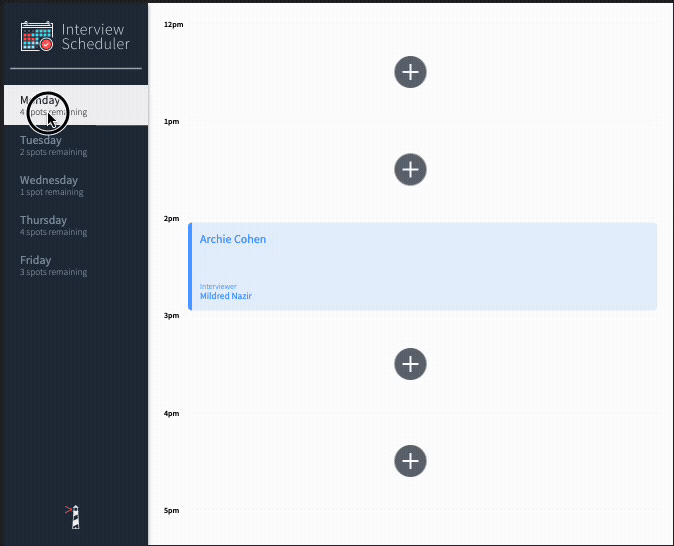 Interview
Scheduler
Monday
4 spots remaining
Tuesday
2 spots remaining
Wednesday
1 spot remaining
Thursday
4 spots remaining
Friday
3 spots remaining
12pm
1pm
2pm
Archie Cohen
Interviewer
Mildred Nazir
3pm
4pm
5pm